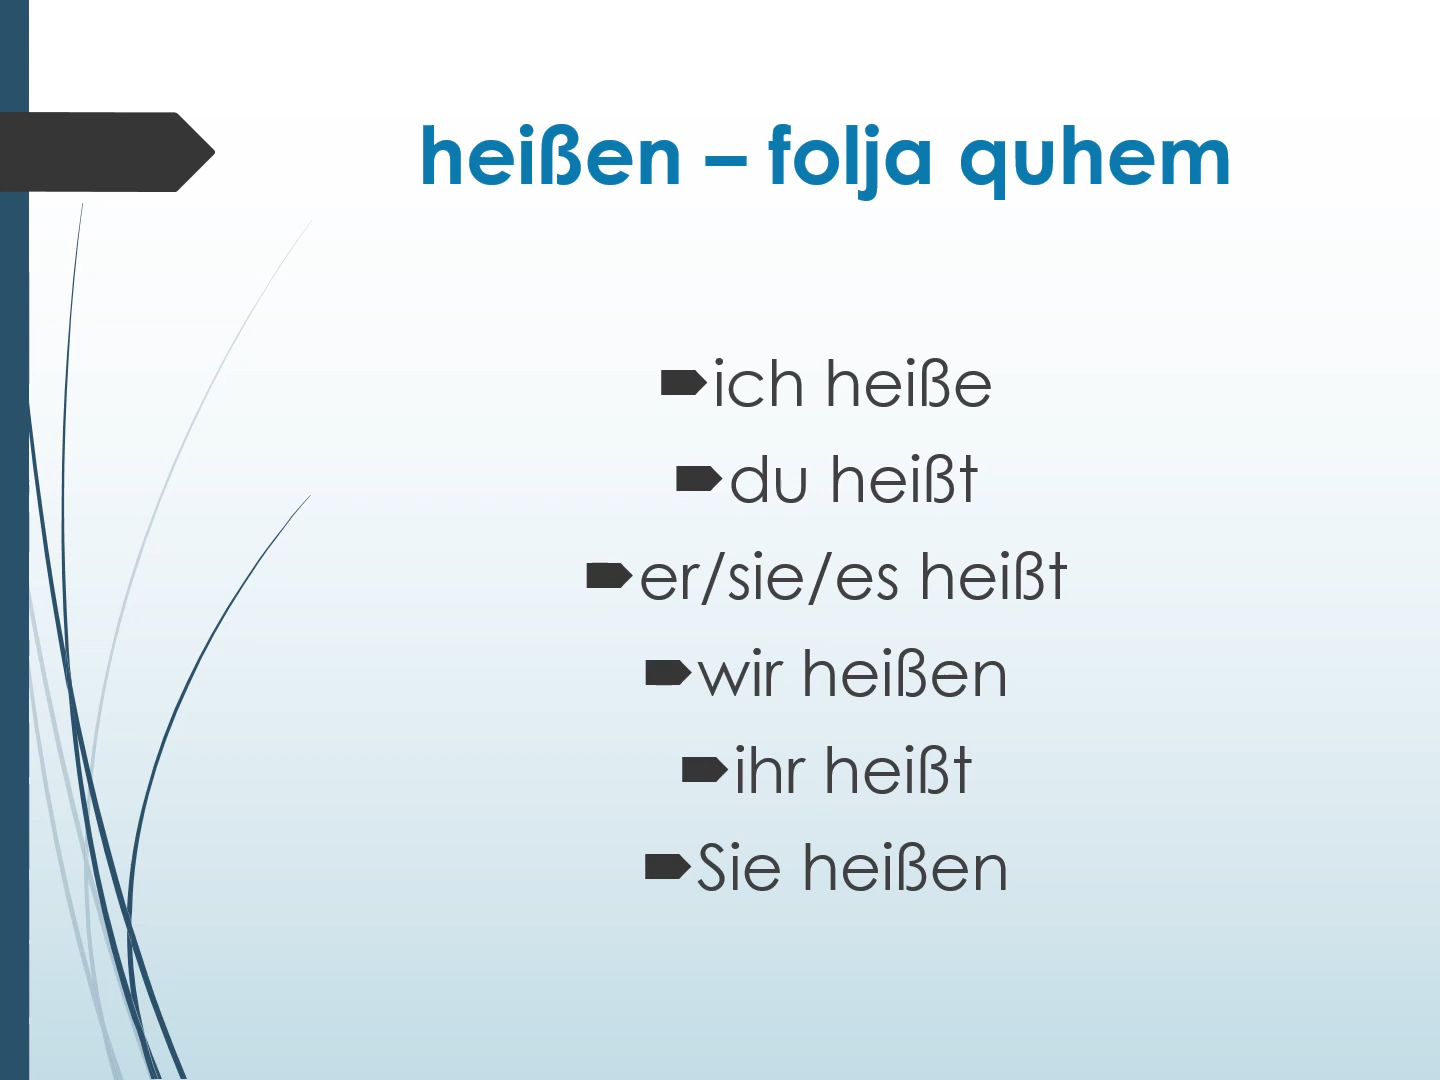 heißen – folja quhem
ich heiße
du heißt
er/sie/es heißt
wir heißen
ihr heißt
Sie heißen